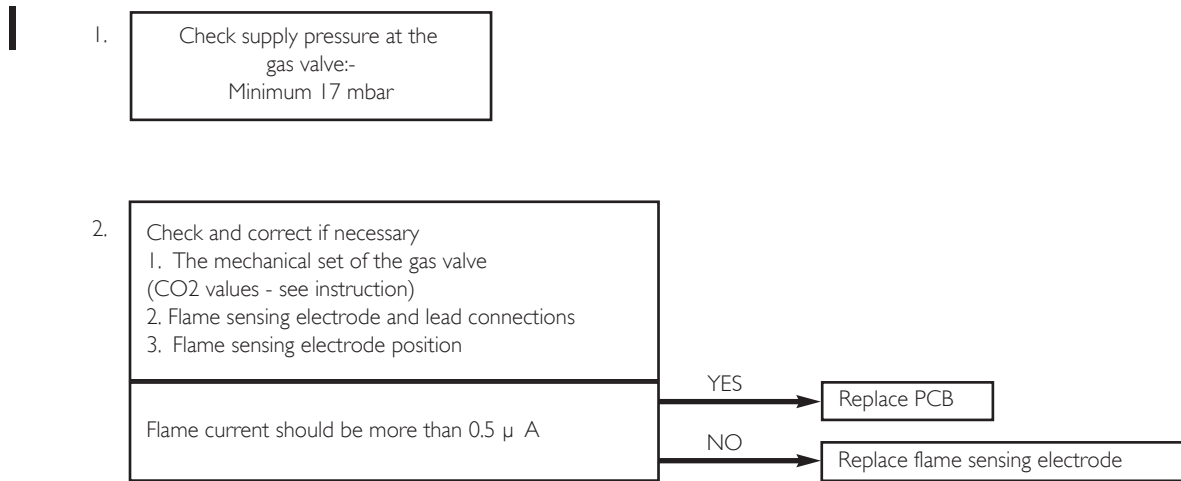 1. Check supply pressure at the
gas valve:-
Minimum 17 mbar
2. Check and correct if necessary
1. The mechanical set of the gas valve
(CO2 values - see instruction)
2. Flame sensing electrode and lead connections
3. Flame sensing electrode position
Flame current should be more than 0.5 µ A
YES
Replace PCB
NO
Replace flame sensing electrode